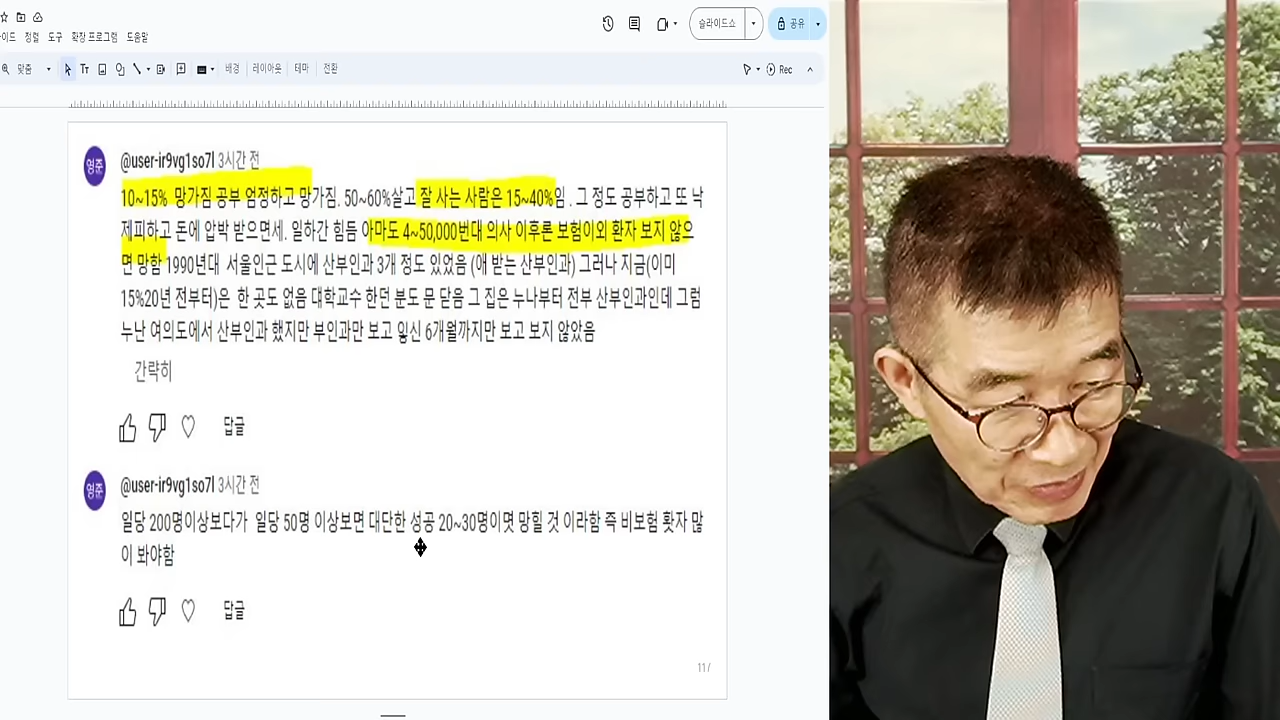 이드 정렬 도구 확장 프로그램 도움말
슬라이드쇼
공유
맞춤
Tт
배경
레이아웃
테마
전환
Rec
영준
@user-ir9vg1so7l 3시간 전
10~15% 망가짐 공부 엄정하고 망가짐. 50~60%살고 잘 사는 사람은 15~40%임 . 그 정도 공부하고 또 낙
제피하고 돈에 압박 받으면세. 일하간 힘듬 아마도 4~50,000번대 의사 이후론 보험이외 환자 보지 않으
면 망함 1990년대 서울인근 도시에 산부인과 3개 정도 있었음 (애 받는 산부인과) 그러나 지금(이미
15%20년 전부터)은 한 곳도 없음 대학교수 한던 분도 문 닫음 그 집은 누나부터 전부 산부인과인데 그럼
누난 여의도에서 산부인과 했지만 부인과만 보고 잏신 6개월까지만 보고 보지 않았음
간략히
답글
영준
@user-ir9vg1so7l 3시간 전
일당 200명이상보다가 일당 50명 이상보면 대단한 성공 20~30명이몃 망힐 것 이라함 즉 비보험 홧자 많
이 봐야함
답글
11/